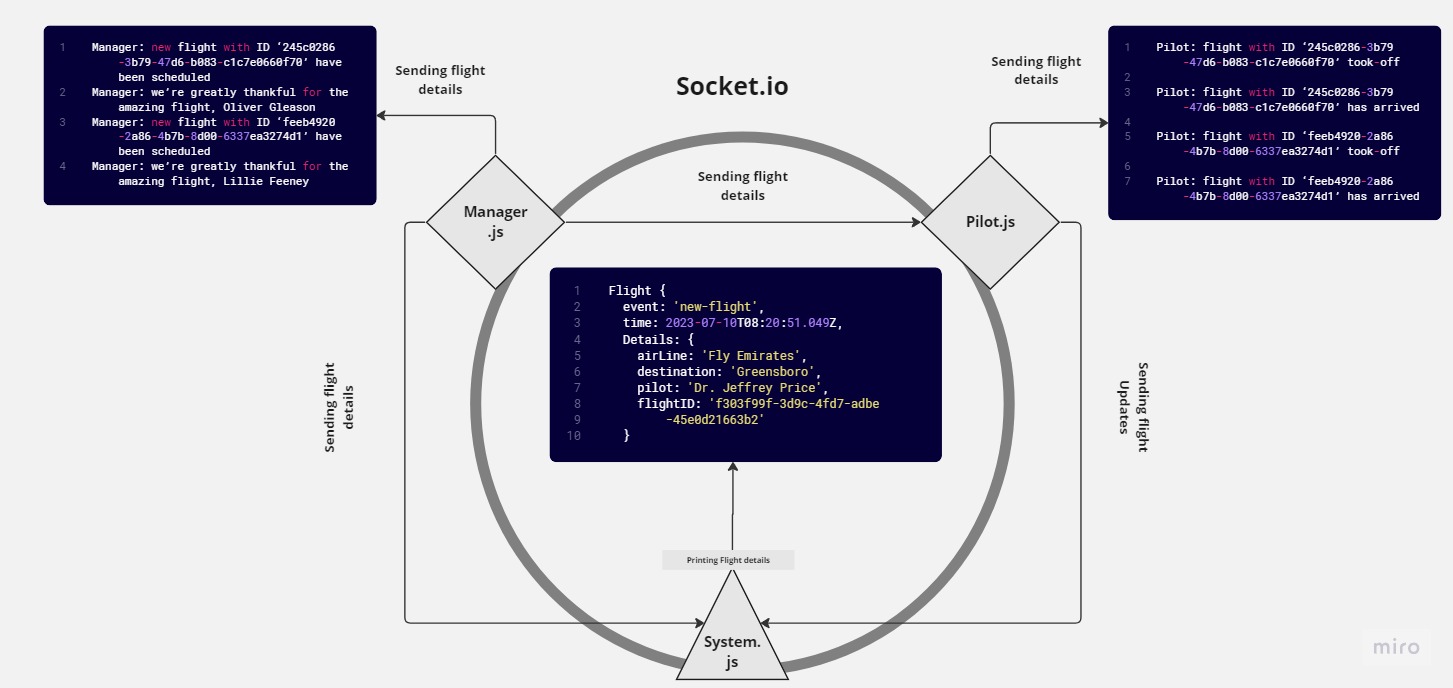 1 Manager: new flight with ID ‘245c0286
-3b79-47d6-b083-c1c7e0660f70’ have
been scheduled
2 Manager: we’re greatly thankful for the
amazing flight, Oliver Gleason
3 Manager: new flight with ID ‘feeb4920
-2a86-4b7b-8d00-6337ea3274d1’ have
been scheduled
4 Manager: we’re greatly thankful for the
amazing flight, Lillie Feeney
Sending flight
details
Socket.io
Sending flight
details
1 Pilot: flight with ID ‘245c0286-3b79
-47d6-b083-c1c7e0660f70’ took-off
2
3 Pilot: flight with ID ‘245c0286-3b79
-47d6-b083-c1c7e0660f70’ has arrived
4
5 Pilot: flight with ID ‘feeb4920-2a86
-4b7b-8d00-6337ea3274d1’ took-off
6
7 Pilot: flight with ID ‘feeb4920-2a86
-4b7b-8d00-6337ea3274d1’ has arrived
Manager
.js
Sending flight
details
Pilot.js
1 Flight {
2 event: 'new-flight',
3 time: 2023-07-10T08:20:51.049Z,
4 Details: {
5 airLine: 'Fly Emirates',
6 destination: 'Greensboro',
7 pilot: 'Dr. Jeffrey Price',
8 flightID: 'f303f99f-3d9c-4fd7-adbe
9 -45e0d21663b2'
10 }
Sending flight
details
Sending flight
Updates
Printing Flight details
System.
js
miro